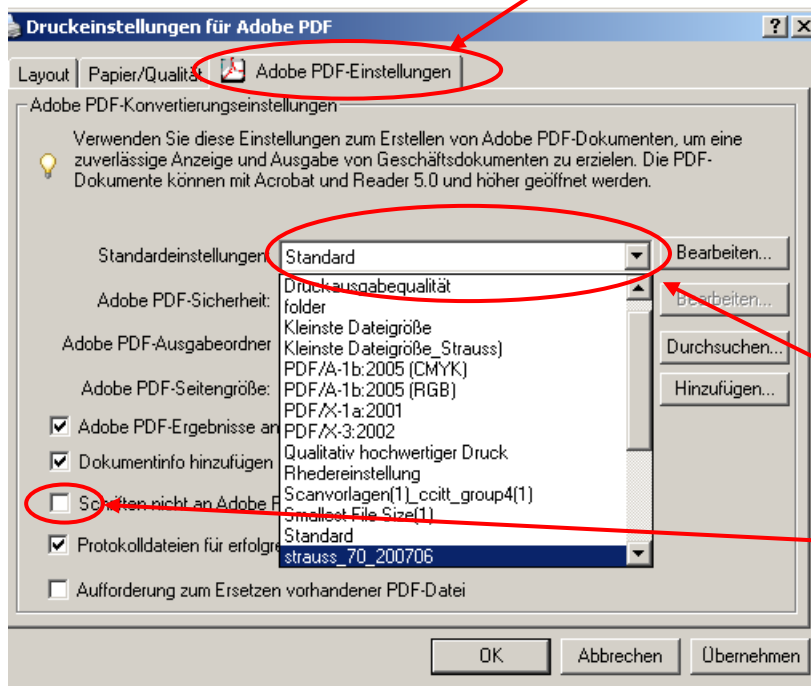 Druckeinstellungen für Adobe PDF
Layout Papier/Qualität Adobe PDF-Einstellungen
Adobe PDF-Konvertierungseinstellungen
Verwenden Sie diese Einstellungen zum Erstellen von Adobe PDF-Dokumenten, um eine
zuverlässige Anzeige und Ausgabe von Geschäftsdokumenten zu erzielen. Die PDF-
Dokumente können mit Acrobat und Reader 5.0 und höher geöffnet werden.
Standardeinstellungen: Standard Bearbeiten...
Druckausgabequalität
Adobe PDF-Sicherheit: folder Bearbeiten...
Kleinste Dateigröße
Adobe PDF-Ausgabeordner Kleinste Dateigröße_Strauss) Durchsuchen...
PDF/A-1b:2005 (CMYK)
Adobe PDF-Seitengröße: PDF/A-1b:2005 (RGB) Hinzufügen...
PDF/X-1a:2001
Adobe PDF-Ergebnisse an PDF/X-3:2002
Qualitativ hochwertiger Druck
Dokumentinfo hinzufügen Rhedereinstellung
Scanvorlagen(1)_ccitt_group4(1)
Schriften nicht an Adobe P Smallest File Size(1)
Standard
Protokolldateien für erfolgre strauss_70_200706
Aufforderung zum Ersetzen vorhandener PDF-Datei
OK Abbrechen Übernehmen